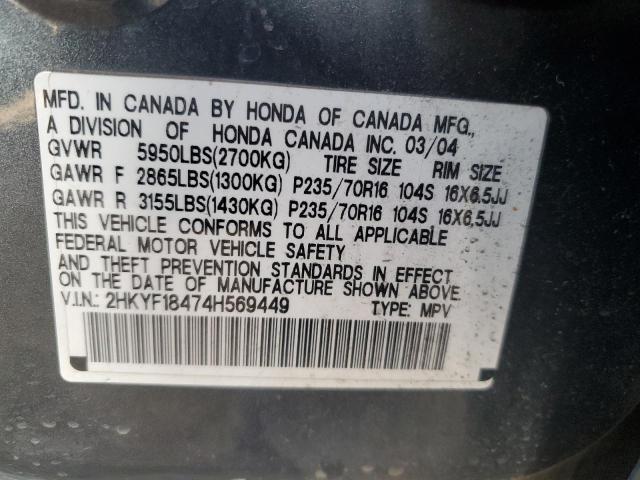 MFD. IN CANADA BY HONDA OF CANADA MFG.,
A DIVISION OF HONDA CANADA INC. 03/04
GVWR 5950LBS(2700KG) TIRE SIZE RIM SIZE
GAWR F 2865LBS(1300KG) P235/70R16 104S 16X6.5JJ
GAWR R 3155LBS(1430KG) P235/70R16 104S 16X6.5JJ
THIS VEHICLE CONFORMS TO ALL APPLICABLE
FEDERAL MOTOR VEHICLE SAFETY
AND THEFT PREVENTION STANDARDS IN EFFECT
ON THE DATE OF MANUFACTURE SHOWN ABOVE.
V.I.N.: 2HKYF18474H569449 TYPE: MPV